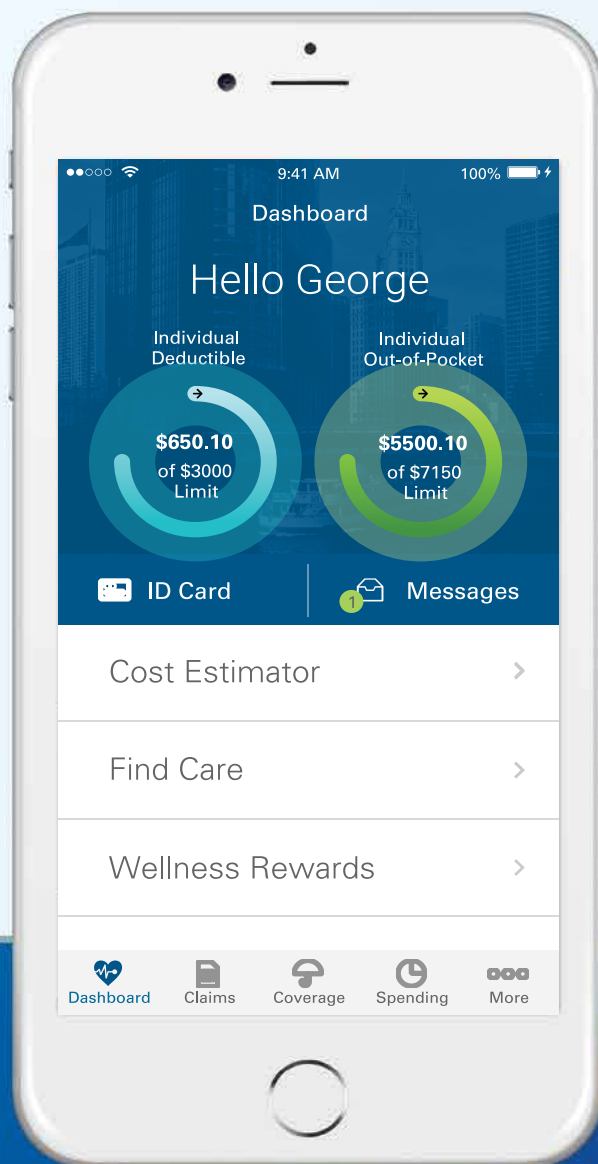 9:41 AM
100%
Dashboard
Hello George
Individual
Deductible
$650.10
of $3000
Limit
Individual
Out-of-Pocket
$5500.10
of $7150
Limit
ID Card
1
Messages
Cost Estimator
Find Care
Wellness Rewards
Dashboard
Claims
Coverage
Spending
More